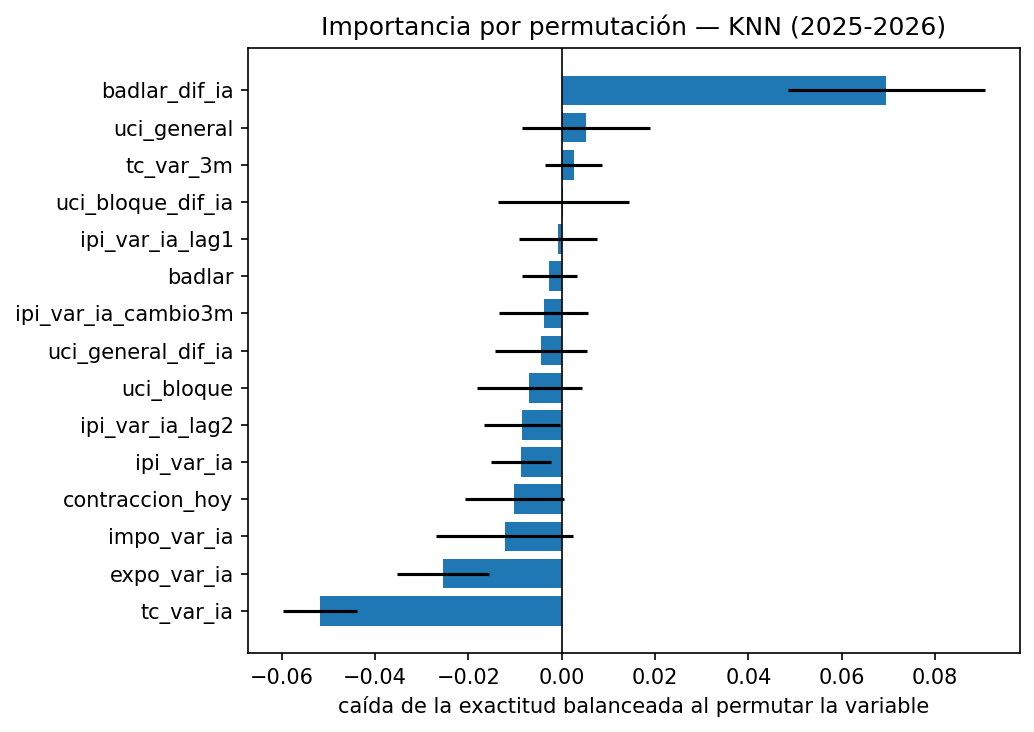 Importancia por permutación — KNN (2025-2026)
badlar_dif_ia
uci_general
tc_var_3m
uci_bloque_dif_ia
ipi_var_ia_lag1
badlar
ipi_var_ia_cambio3m
uci_general_dif_ia
uci_bloque
ipi_var_ia_lag2
ipi_var_ia
contraccion_hoy
impo_var_ia
expo_var_ia
tc_var_ia
−0.06 −0.04 −0.02 0.00 0.02 0.04 0.06 0.08
caída de la exactitud balanceada al permutar la variable